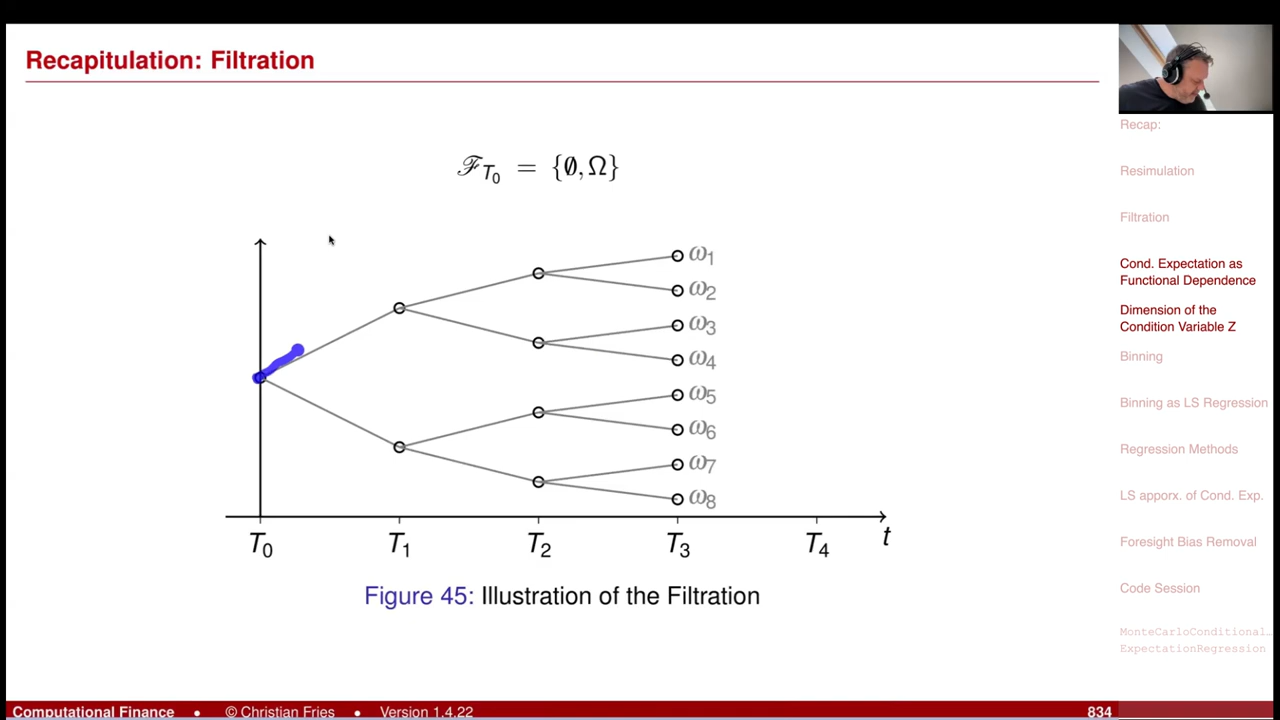 Recapitulation: Filtration
ℱ_T₀ = {∅, Ω}
ω₁
ω₂
ω₃
ω₄
ω₅
ω₆
ω₇
ω₈
T₀ T₁ T₂ T₃ T₄ t
Figure 45: Illustration of the Filtration
Recap:
Resimulation
Filtration
Cond. Expectation as
Functional Dependence
Dimension of the
Condition Variable Z
Binning
Binning as LS Regression
Regression Methods
LS apporx. of Cond. Exp.
Foresight Bias Removal
Code Session
MonteCarloConditional…
ExpectationRegression
Computational Finance • © Christian Fries • Version 1.4.22 834